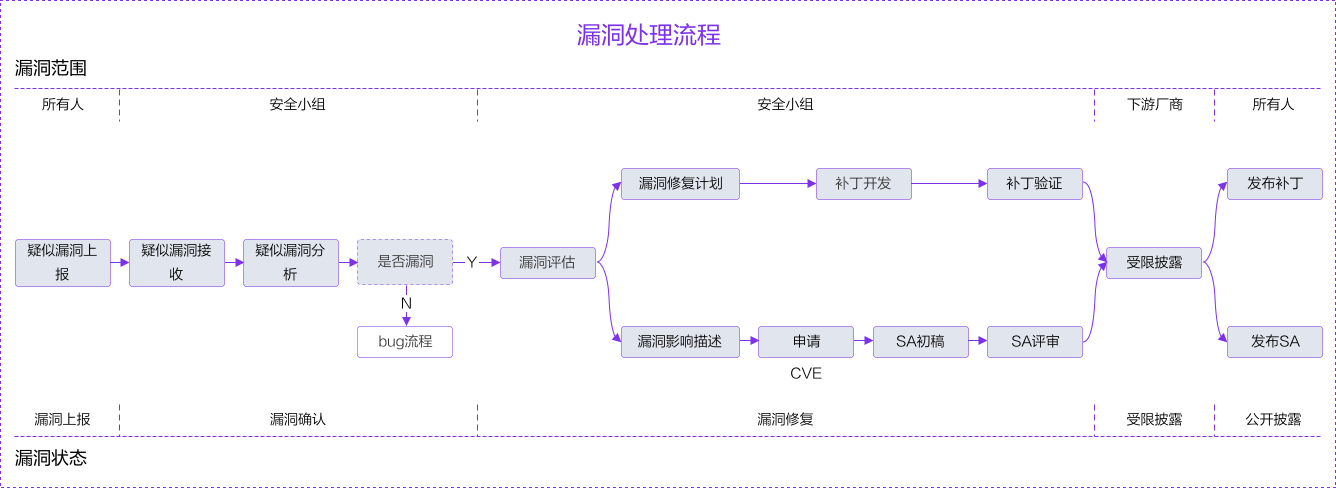 漏洞处理流程
漏洞范围
所有人
安全小组
安全小组
下游厂商
所有人
漏洞修复计划
补丁开发
补丁验证
发布补丁
疑似漏洞上
报
疑似漏洞接
收
疑似漏洞分
析
是否漏洞
Y
漏洞评估
受限披露
N
bug流程
漏洞影响描述
申请
CVE
SA初稿
SA评审
发布SA
漏洞上报
漏洞确认
漏洞修复
受限披露
公开披露
漏洞状态